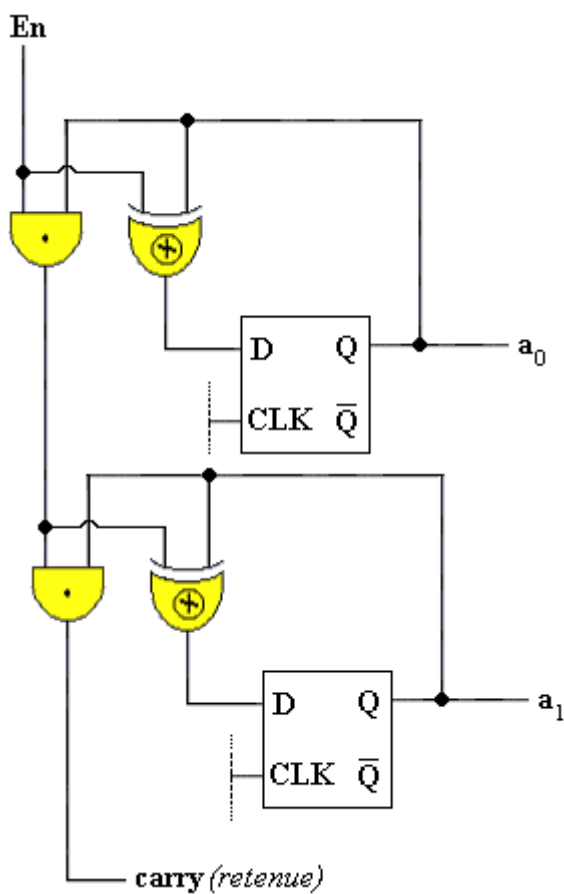 En
D Q
a0
CLK Q̅
D Q
a1
CLK Q̅
carry (retenue)